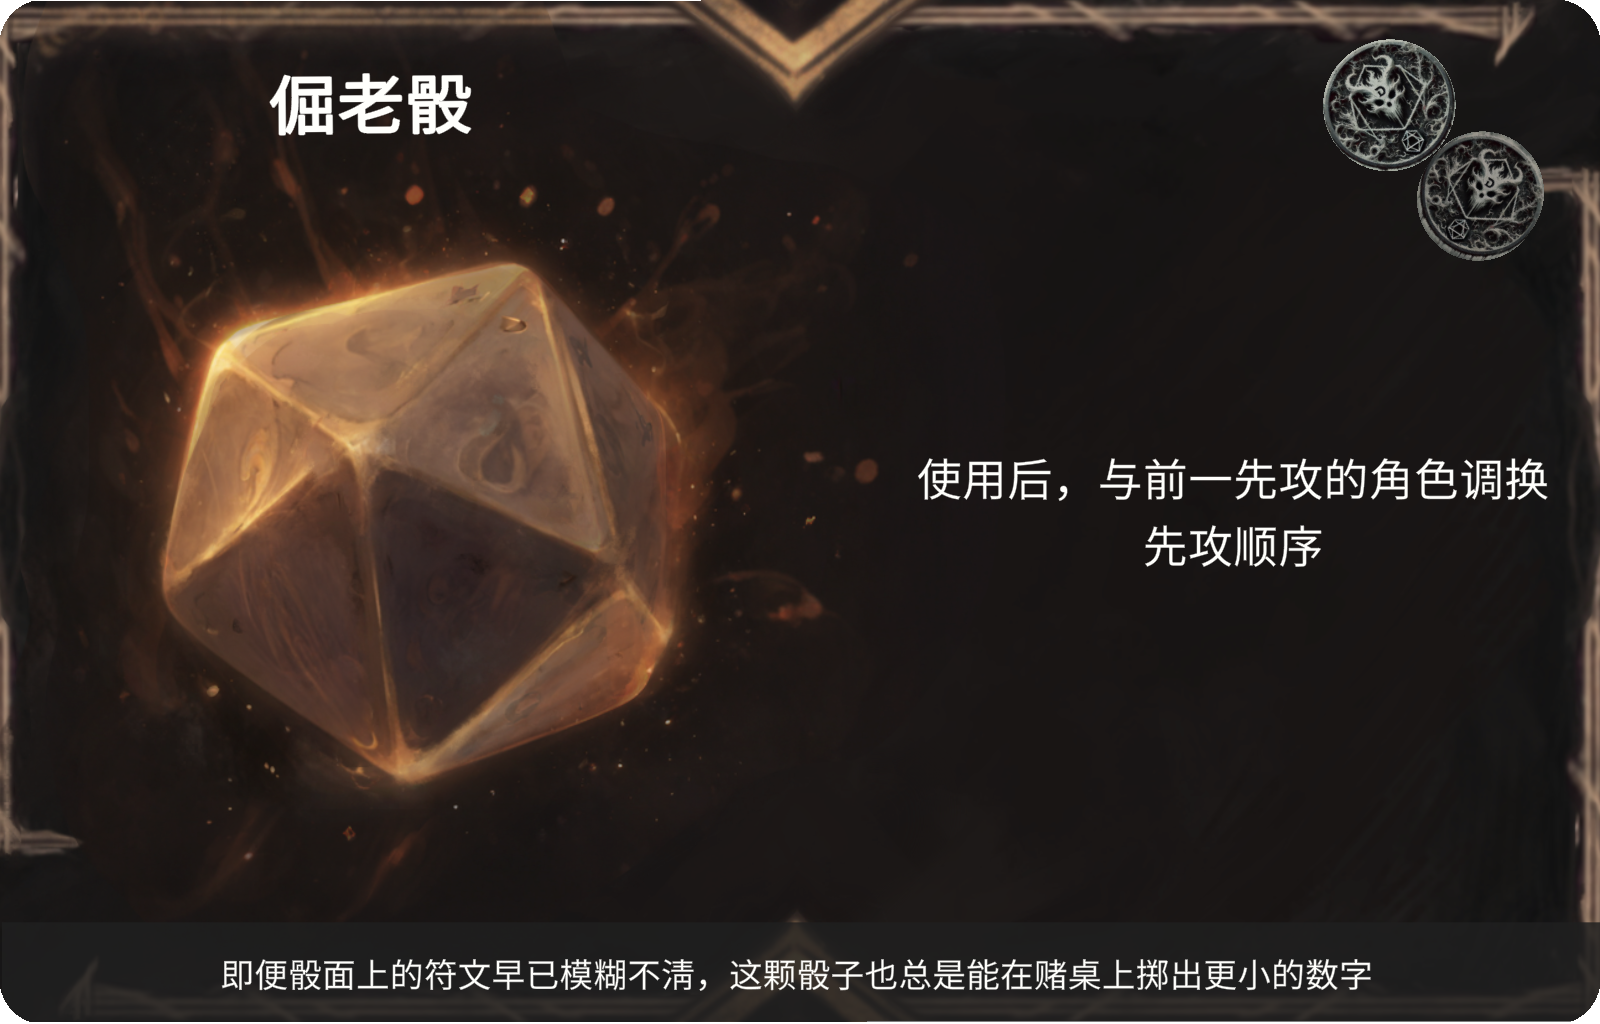 倔老骰
使用后，与前一先攻的角色调换
先攻顺序
即便骰面上的符文早已模糊不清，这颗骰子也总是能在赌桌上掷出更小的数字